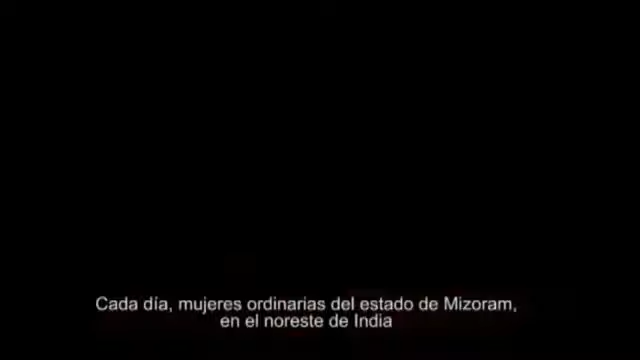 Cada día, mujeres ordinarias del estado de Mizoram,
en el noreste de India